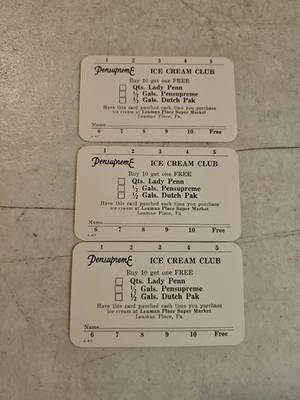 1 2 3 4 5
PensupremE ICE CREAM CLUB
Buy 10 get one FREE
Qts. Lady Penn
½ Gals. Pensupreme
½ Gals. Dutch Pak
Have this card punched each time you purchase
ice cream at Leaman Place Super Market
Leaman Place, Pa.
Name
6 7 8 9 10 Free
1 2 3 4 5
PensupremE ICE CREAM CLUB
Buy 10 get one FREE
Qts. Lady Penn
½ Gals. Pensupreme
½ Gals. Dutch Pak
Have this card punched each time you purchase
ice cream at Leaman Place Super Market
Leaman Place, Pa.
Name
6 7 8 9 10 Free
1 2 3 4 5
PensupremE ICE CREAM CLUB
Buy 10 get one FREE
Qts. Lady Penn
½ Gals. Pensupreme
½ Gals. Dutch Pak
Have this card punched each time you purchase
ice cream at Leaman Place Super Market
Leaman Place, Pa.
Name
6 7 8 9 10 Free